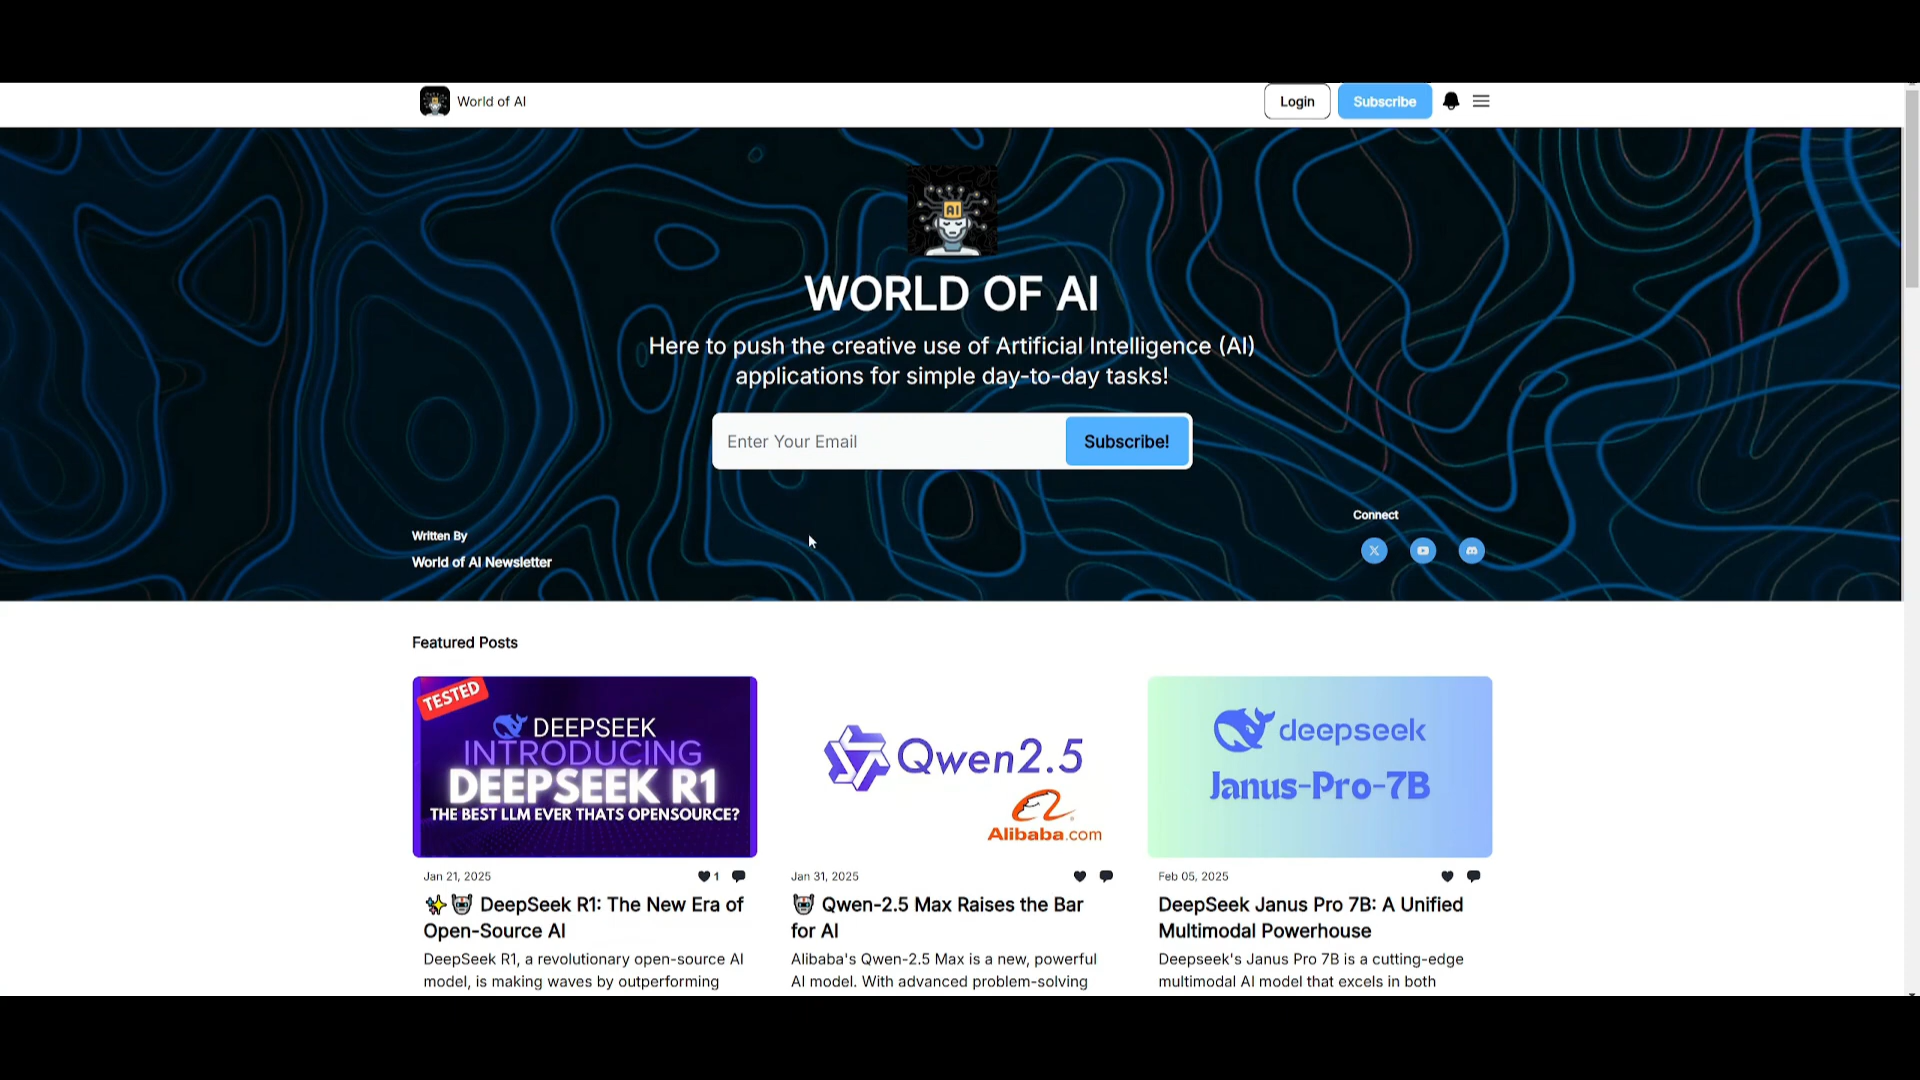 World of AI
Login
Subscribe
AI
WORLD OF AI
Here to push the creative use of Artificial Intelligence (AI)
applications for simple day-to-day tasks!
Enter Your Email
Subscribe!
Written By
World of AI Newsletter
Connect
Featured Posts
TESTED
DEEPSEEK
INTRODUCING
DEEPSEEK R1
THE BEST LLM EVER THATS OPENSOURCE?
Jan 21, 2025
1
DeepSeek R1: The New Era of
Open-Source AI
DeepSeek R1, a revolutionary open-source AI
model, is making waves by outperforming
Qwen2.5
Alibaba.com
Jan 31, 2025
Qwen-2.5 Max Raises the Bar
for AI
Alibaba's Qwen-2.5 Max is a new, powerful
AI model. With advanced problem-solving
deepseek
Janus-Pro-7B
Feb 05, 2025
DeepSeek Janus Pro 7B: A Unified
Multimodal Powerhouse
Deepseek's Janus Pro 7B is a cutting-edge
multimodal AI model that excels in both